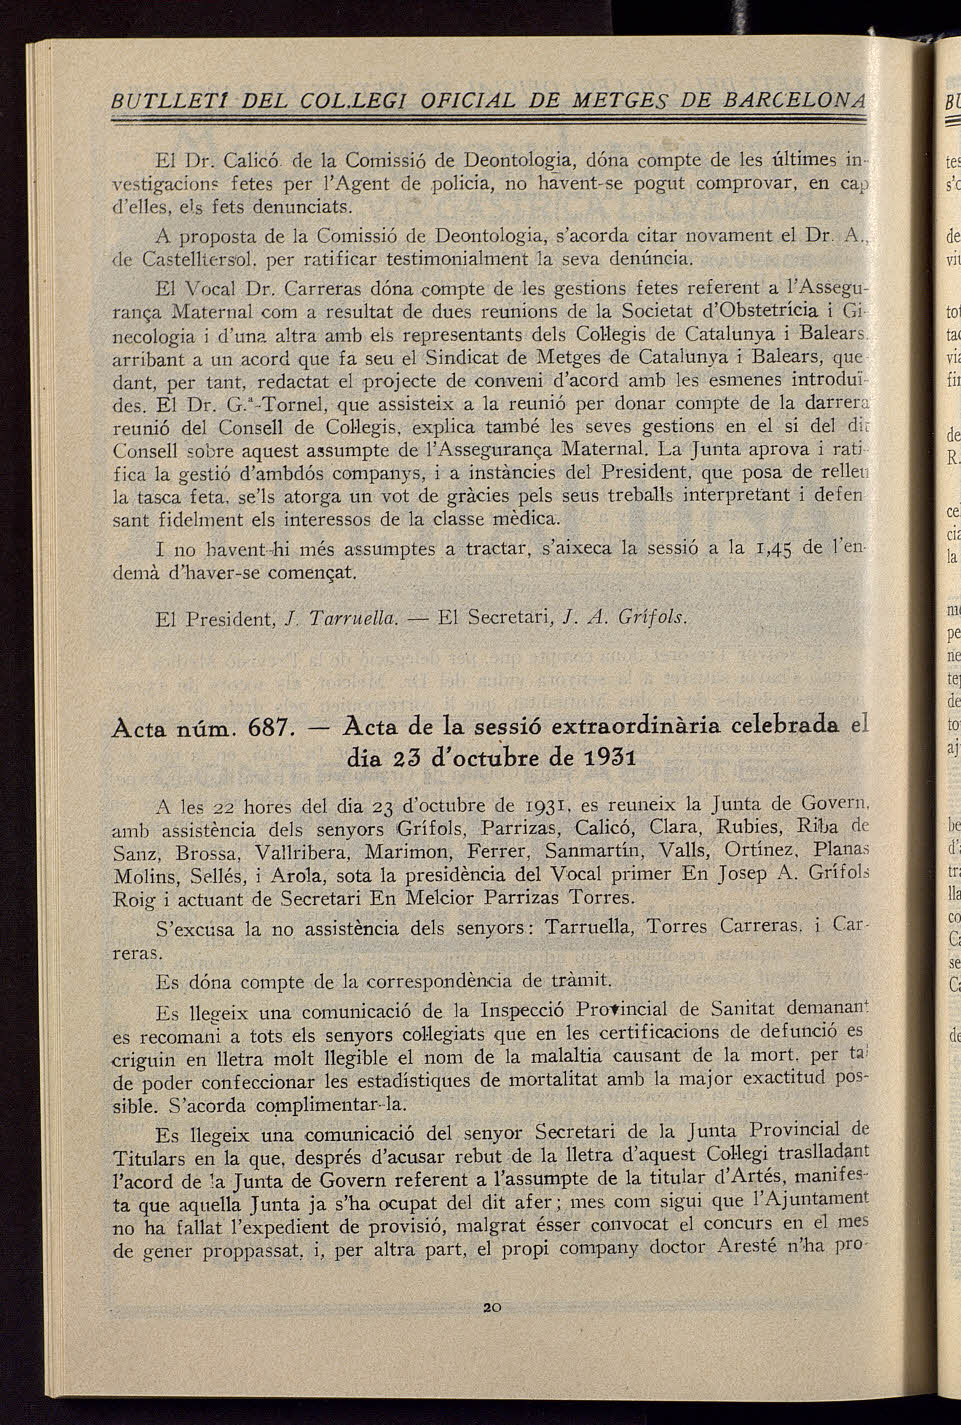 BUTLLETÍ DEL COL.LEGI OFICIAL DE METGES DE BARCELONA
El Dr. Calicó de la Comissió de Deontologia, dóna compte de les últimes in-
vestigacions fetes per l'Agent de policia, no havent-se pogut comprovar, en cap
d'elles, els fets denunciats.
A proposta de la Comissió de Deontologia, s'acorda citar novament el Dr. A.,
de Castelltersol, per ratificar testimonialment la seva denúncia.
El Vocal Dr. Carreras dóna compte de les gestions fetes referent a l'Assegu-
rança Maternal com a resultat de dues reunions de la Societat d'Obstetrícia i Gi-
necologia i d'una altra amb els representants dels Col·legis de Catalunya i Balears,
arribant a un acord que fa seu el Sindicat de Metges de Catalunya i Balears, que-
dant, per tant, redactat el projecte de conveni d'acord amb les esmenes introduï-
des. El Dr. G.ª-Tornel, que assisteix a la reunió per donar compte de la darrera
reunió del Consell de Col·legis, explica també les seves gestions en el si del dit
Consell sobre aquest assumpte de l'Assegurança Maternal. La Junta aprova i rati-
fica la gestió d'ambdós companys, i a instàncies del President, que posa de relleu
la tasca feta, se'ls atorga un vot de gràcies pels seus treballs interpretant i defen
sant fidelment els interessos de la classe mèdica.
I no havent-hi més assumptes a tractar, s'aixeca la sessió a la 1,45 de l'en-
demà d'haver-se començat.
El President, J. Tarruella. — El Secretari, J. A. Grífols.
Acta núm. 687. — Acta de la sessió extraordinària celebrada el
dia 23 d'octubre de 1931
A les 22 hores del dia 23 d'octubre de 1931, es reuneix la Junta de Govern,
amb assistència dels senyors Grífols, Parrizas, Calicó, Clara, Rubies, Riba de
Sanz, Brossa, Vallribera, Marimon, Ferrer, Sanmartín, Valls, Ortínez, Planas
Molins, Sellés, i Arola, sota la presidència del Vocal primer En Josep A. Grífols
Roig i actuant de Secretari En Melcior Parrizas Torres.
S'excusa la no assistència dels senyors: Tarruella, Torres Carreras, i Car-
reras.
Es dóna compte de la correspondència de tràmit.
Es llegeix una comunicació de la Inspecció Provincial de Sanitat demanant
es recomani a tots els senyors col·legiats que en les certificacions de defunció es
criguin en lletra molt llegible el nom de la malaltia causant de la mort, per tal
de poder confeccionar les estadístiques de mortalitat amb la major exactitud pos-
sible. S'acorda complimentar-la.
Es llegeix una comunicació del senyor Secretari de la Junta Provincial de
Titulars en la que, després d'acusar rebut de la lletra d'aquest Col·legi traslladant
l'acord de la Junta de Govern referent a l'assumpte de la titular d'Artés, manifes-
ta que aquella Junta ja s'ha ocupat del dit afer; mes com sigui que l'Ajuntament
no ha fallat l'expedient de provisió, malgrat ésser convocat el concurs en el mes
de gener proppassat, i, per altra part, el propi company doctor Aresté n'ha pro-
20